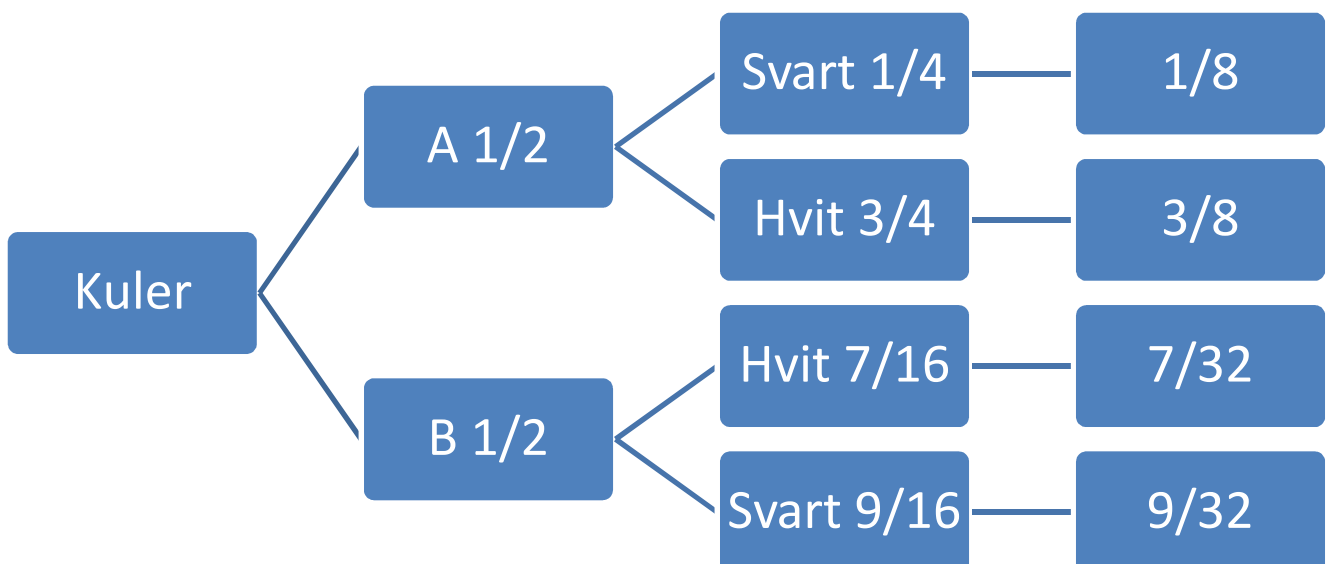 Kuler
A 1/2
Svart 1/4
1/8
Hvit 3/4
3/8
B 1/2
Hvit 7/16
7/32
Svart 9/16
9/32